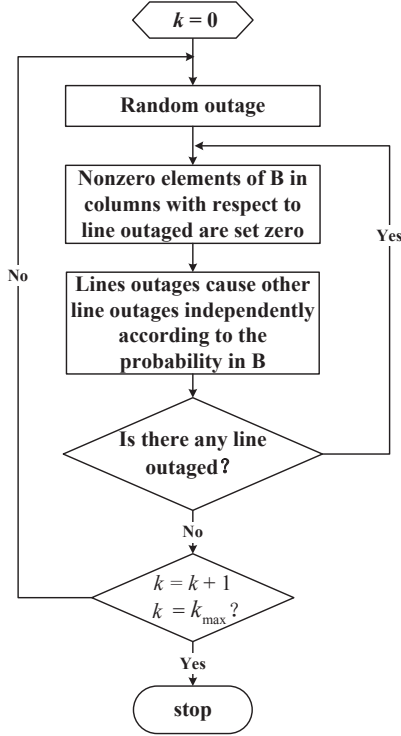 k = 0
Random outage
Nonzero elements of B in
columns with respect to
line outaged are set zero
Yes
No
Lines outages cause other
line outages independently
according to the
probability in B
Is there any line
outaged?
No
k = k + 1
k = kmax ?
Yes
stop